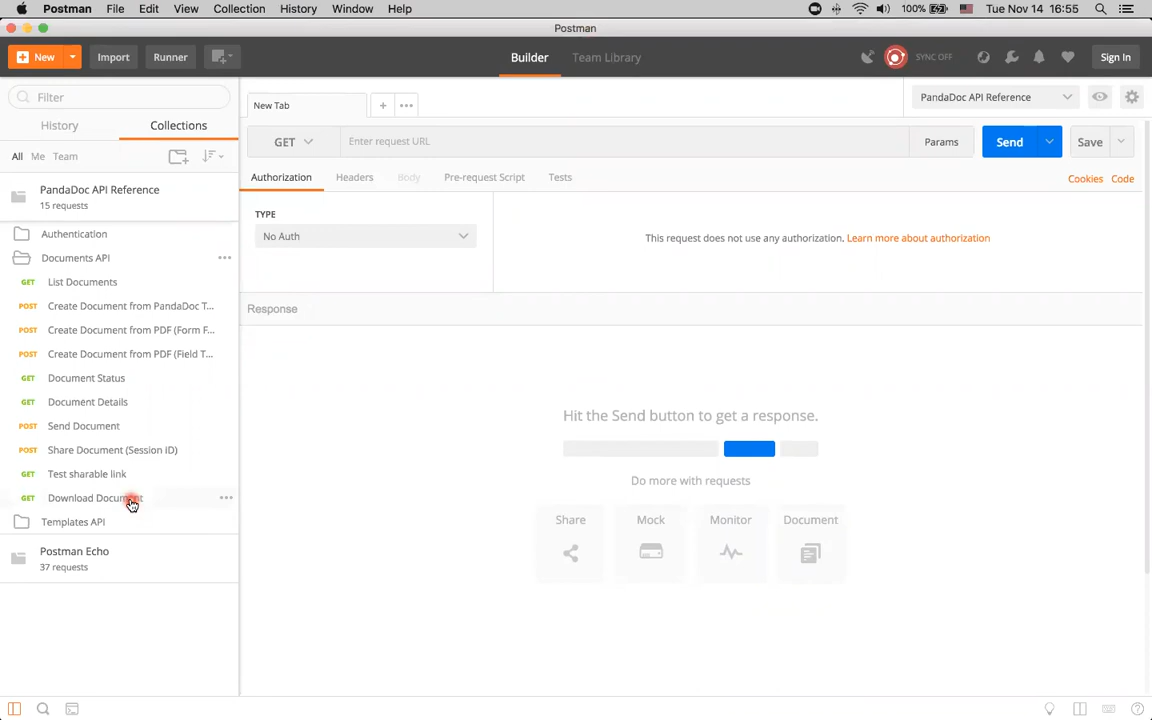 Postman File Edit View Collection History Window Help 100% Tue Nov 14 16:55
Postman
New Import Runner Builder Team Library SYNC OFF Sign In
Filter
New Tab PandaDoc API Reference
History Collections
GET Enter request URL Params Send Save
All Me Team
Authorization Headers Body Pre-request Script Tests Cookies Code
PandaDoc API Reference
15 requests
TYPE
No Auth
This request does not use any authorization. Learn more about authorization
Authentication
Documents API
GET List Documents
POST Create Document from PandaDoc T...
POST Create Document from PDF (Form F...
POST Create Document from PDF (Field T...
GET Document Status
GET Document Details
POST Send Document
POST Share Document (Session ID)
GET Test sharable link
GET Download Document
Templates API
Postman Echo
37 requests
Response
Hit the Send button to get a response.
Do more with requests
Share Mock Monitor Document